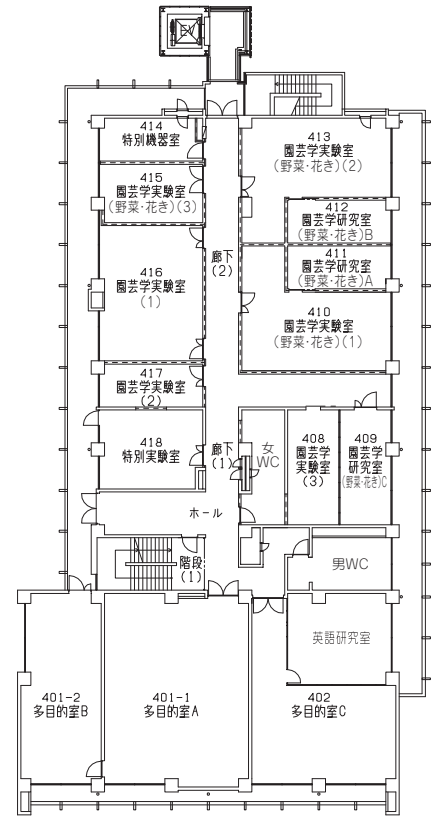 EV
414
特別機器室
413
園芸学実験室
(野菜・花き)(2)
415
園芸学実験室
(野菜・花き)(3)
412
園芸学研究室
(野菜・花き)B
411
園芸学研究室
(野菜・花き)A
廊下
(2)
416
園芸学実験室
(1)
410
園芸学実験室
(野菜・花き)(1)
417
園芸学実験室
(2)
418
特別実験室
廊下
(1)
女
WC
408
園芸学
実験室
(3)
409
園芸学
研究室
(野菜・花き)C
ホール
階段
(1)
男WC
英語研究室
401-2
多目的室B
401-1
多目的室A
402
多目的室C